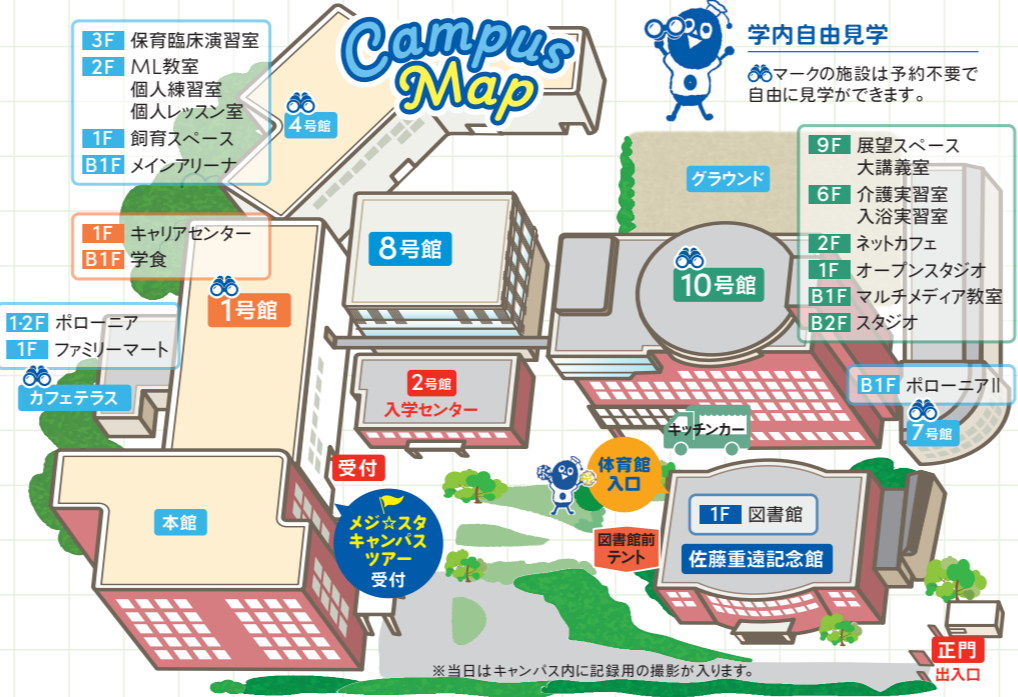 Campus
Map
学内自由見学
マークの施設は予約不要で
自由に見学ができます。
3F 保育臨床演習室
2F ML教室
個人練習室
個人レッスン室
1F 飼育スペース
B1F メインアリーナ
4号館
1F キャリアセンター
B1F 学食
1号館
1・2F ポローニア
1F ファミリーマート
カフェテラス
8号館
2号館
入学センター
グラウンド
10号館
9F 展望スペース
大講義室
6F 介護実習室
入浴実習室
2F ネットカフェ
1F オープンスタジオ
B1F マルチメディア教室
B2F スタジオ
B1F ポローニアII
7号館
キッチンカー
体育館
入口
受付
本館
メジ☆スタ
キャンパス
ツアー
受付
図書館前
テント
1F 図書館
佐藤重遠記念館
正門
出入口
※当日はキャンパス内に記録用の撮影が入ります。